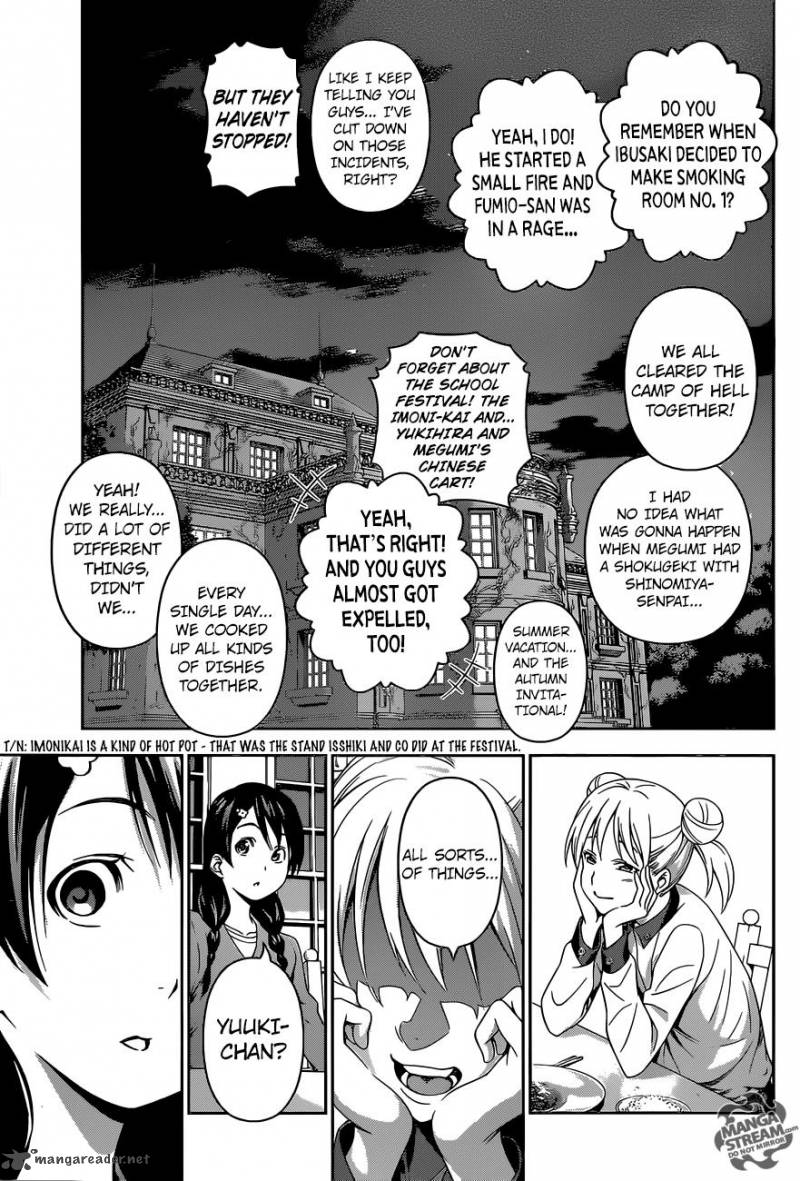 DO YOU
REMEMBER WHEN
IBUSAKI DECIDED TO
MAKE SMOKING
ROOM NO. 1?
YEAH, I DO!
HE STARTED A
SMALL FIRE AND
FUMIO-SAN WAS
IN A RAGE...
LIKE I KEEP
TELLING YOU
GUYS... I'VE
CUT DOWN
ON THOSE
INCIDENTS,
RIGHT?
BUT THEY
HAVEN'T
STOPPED!
WE ALL
CLEARED THE
CAMP OF HELL
TOGETHER!
I HAD
NO IDEA WHAT
WAS GONNA HAPPEN
WHEN MEGUMI HAD
A SHOKUGEKI WITH
SHINOMIYA-
SENPAI...
SUMMER
VACATION...
AND THE
AUTUMN
INVITA-
TIONAL!
DON'T
FORGET ABOUT
THE SCHOOL
FESTIVAL! THE
IMONI-KAI AND...
YUKIHIRA AND
MEGUMI'S
CHINESE
CART!
YEAH,
THAT'S RIGHT!
AND YOU GUYS
ALMOST GOT
EXPELLED,
TOO!
EVERY
SINGLE DAY...
WE COOKED
UP ALL KINDS
OF DISHES
TOGETHER.
YEAH!
WE REALLY...
DID A LOT OF
DIFFERENT
THINGS,
DIDN'T
WE...
T/N: IMONIKAI IS A KIND OF HOT POT - THAT WAS THE STAND ISSHIKI AND CO DID AT THE FESTIVAL.
ALL SORTS...
OF THINGS...
YUUKI-
CHAN?
MANGA
STREAM.com
DO NOT MIRROR!
mangareader.net